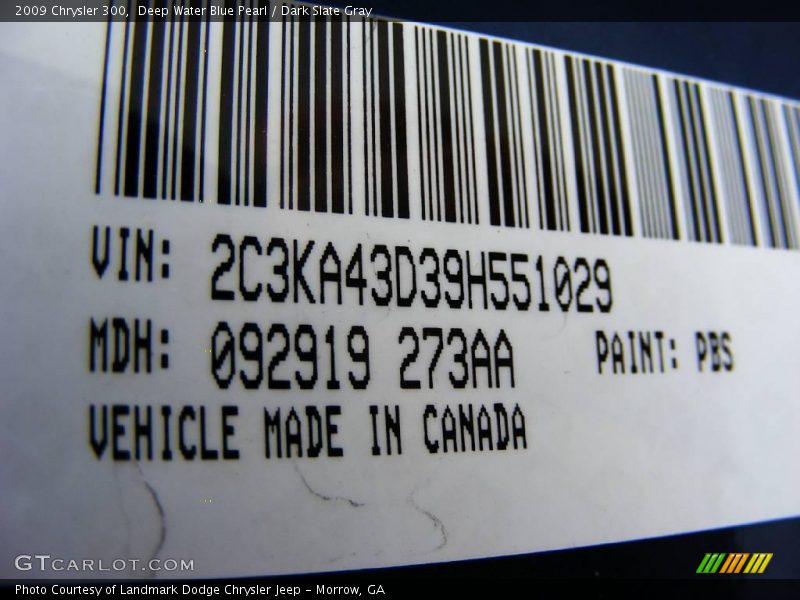 2009 Chrysler 300, Deep Water Blue Pearl / Dark Slate Gray
VIN: 2C3KA43D39H551029
MDH: 092919 273AA PAINT: PBS
VEHICLE MADE IN CANADA
GTCARLOT.COM
Photo Courtesy of Landmark Dodge Chrysler Jeep - Morrow, GA